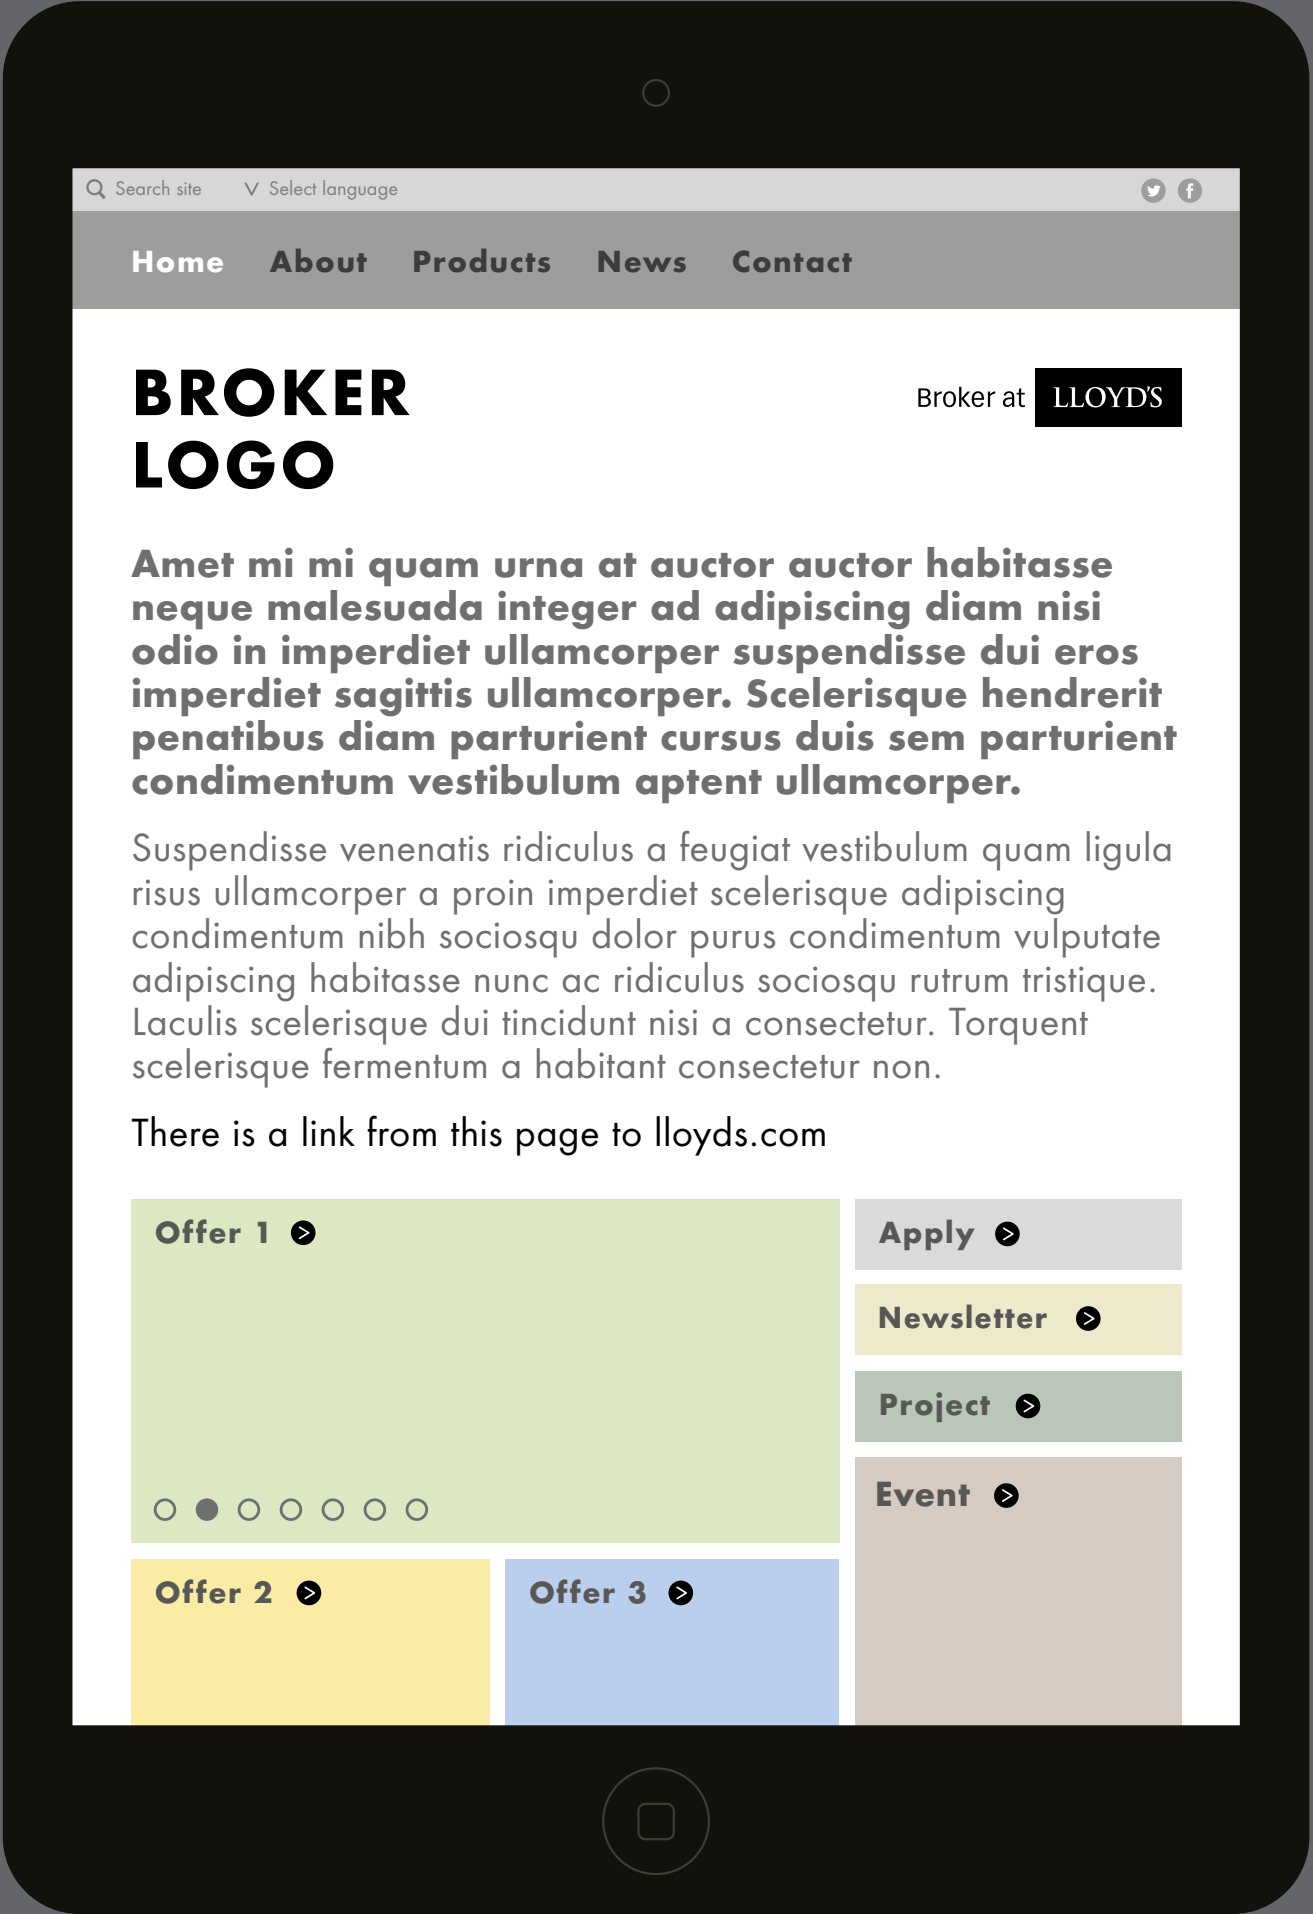 Search site
Select language
Home About Products News Contact
BROKER
LOGO
Broker at LLOYD'S
Amet mi mi quam urna at auctor auctor habitasse
neque malesuada integer ad adipiscing diam nisi
odio in imperdiet ullamcorper suspendisse dui eros
imperdiet sagittis ullamcorper. Scelerisque hendrerit
penatibus diam parturient cursus duis sem parturient
condimentum vestibulum aptent ullamcorper.
Suspendisse venenatis ridiculus a feugiat vestibulum quam ligula
risus ullamcorper a proin imperdiet scelerisque adipiscing
condimentum nibh sociosqu dolor purus condimentum vulputate
adipiscing habitasse nunc ac ridiculus sociosqu rutrum tristique.
Laculis scelerisque dui tincidunt nisi a consectetur. Torquent
scelerisque fermentum a habitant consectetur non.
There is a link from this page to lloyds.com
Offer 1
Apply
Newsletter
Project
Event
Offer 2
Offer 3